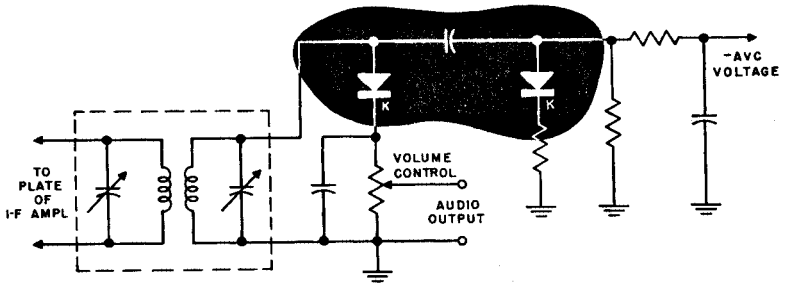 -AVC
VOLTAGE
K
K
TO
PLATE
OF
I-F AMPL
VOLUME
CONTROL
AUDIO
OUTPUT